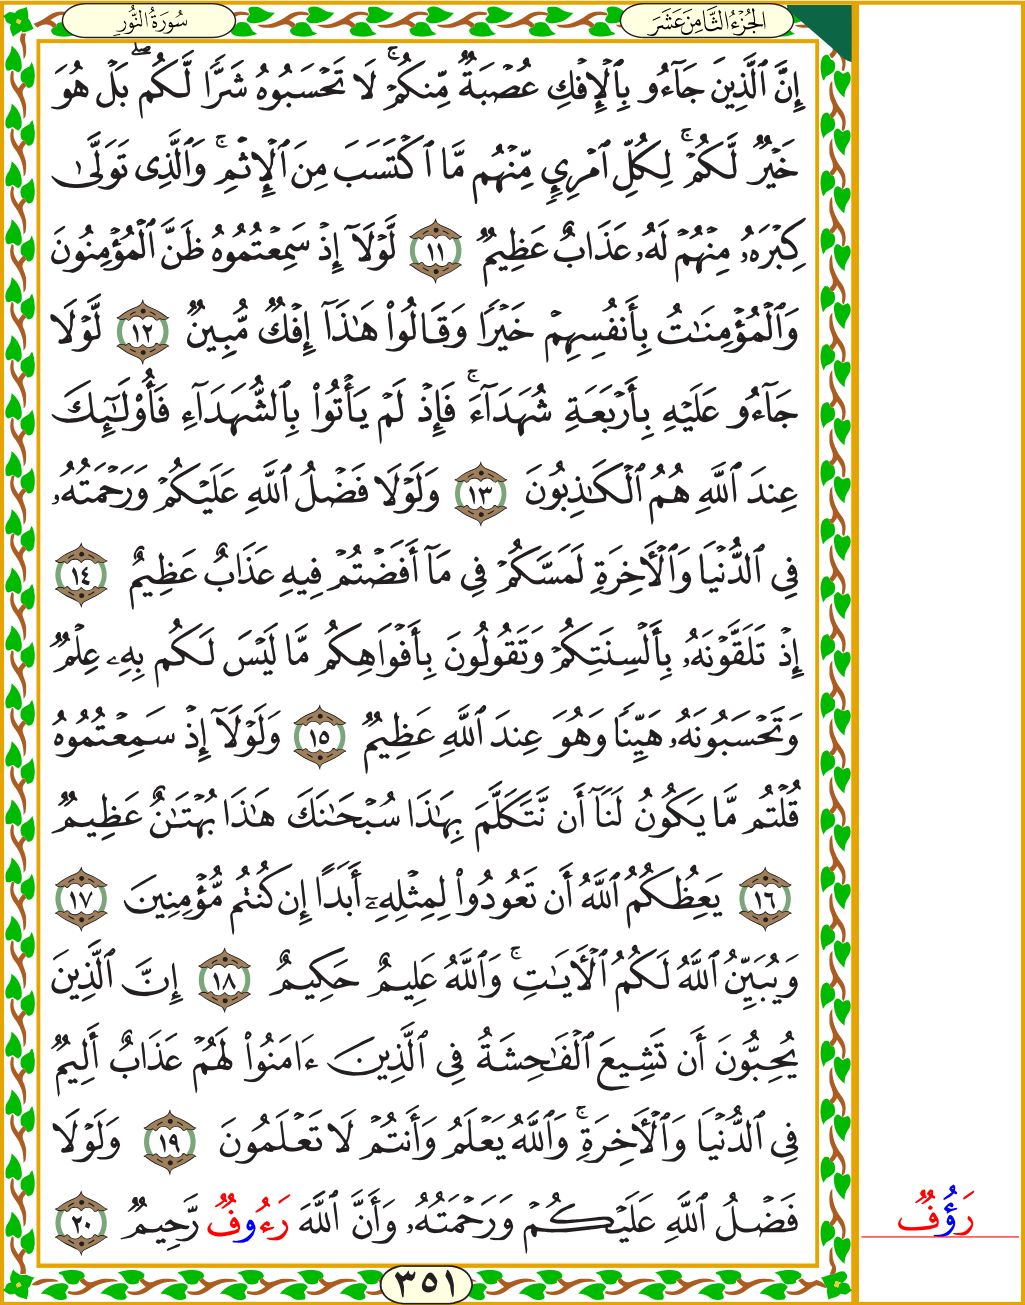 الجُزْءُ الثَّامِنَ عَشَرَ
سُورَةُ النُّورِ
إِنَّ ٱلَّذِينَ جَآءُو بِٱلْإِفْكِ عُصْبَةٌ مِّنكُمْ ۚ لَا تَحْسَبُوهُ شَرًّا لَّكُم ۖ بَلْ هُوَ
خَيْرٌ لَّكُمْ ۚ لِكُلِّ ٱمْرِئٍ مِّنْهُم مَّا ٱكْتَسَبَ مِنَ ٱلْإِثْمِ ۚ وَٱلَّذِى تَوَلَّىٰ
كِبْرَهُۥ مِنْهُمْ لَهُۥ عَذَابٌ عَظِيمٌ ١١ لَّوْلَآ إِذْ سَمِعْتُمُوهُ ظَنَّ ٱلْمُؤْمِنُونَ
وَٱلْمُؤْمِنَٰتُ بِأَنفُسِهِمْ خَيْرًا وَقَالُوا۟ هَٰذَآ إِفْكٌ مُّبِينٌ ١٢ لَّوْلَا
جَآءُو عَلَيْهِ بِأَرْبَعَةِ شُهَدَآءَ ۚ فَإِذْ لَمْ يَأْتُوا۟ بِٱلشُّهَدَآءِ فَأُو۟لَٰٓئِكَ
عِندَ ٱللَّهِ هُمُ ٱلْكَٰذِبُونَ ١٣ وَلَوْلَا فَضْلُ ٱللَّهِ عَلَيْكُمْ وَرَحْمَتُهُۥ
فِى ٱلدُّنْيَا وَٱلْأٓخِرَةِ لَمَسَّكُمْ فِى مَآ أَفَضْتُمْ فِيهِ عَذَابٌ عَظِيمٌ ١٤
إِذْ تَلَقَّوْنَهُۥ بِأَلْسِنَتِكُمْ وَتَقُولُونَ بِأَفْوَاهِكُم مَّا لَيْسَ لَكُم بِهِۦ عِلْمٌ
وَتَحْسَبُونَهُۥ هَيِّنًا وَهُوَ عِندَ ٱللَّهِ عَظِيمٌ ١٥ وَلَوْلَآ إِذْ سَمِعْتُمُوهُ
قُلْتُم مَّا يَكُونُ لَنَآ أَن نَّتَكَلَّمَ بِهَٰذَا سُبْحَٰنَكَ هَٰذَا بُهْتَٰنٌ عَظِيمٌ
١٦ يَعِظُكُمُ ٱللَّهُ أَن تَعُودُوا۟ لِمِثْلِهِۦٓ أَبَدًا إِن كُنتُم مُّؤْمِنِينَ ١٧
وَيُبَيِّنُ ٱللَّهُ لَكُمُ ٱلْأٓيَٰتِ ۚ وَٱللَّهُ عَلِيمٌ حَكِيمٌ ١٨ إِنَّ ٱلَّذِينَ
يُحِبُّونَ أَن تَشِيعَ ٱلْفَٰحِشَةُ فِى ٱلَّذِينَ ءَامَنُوا۟ لَهُمْ عَذَابٌ أَلِيمٌ
فِى ٱلدُّنْيَا وَٱلْأٓخِرَةِ ۚ وَٱللَّهُ يَعْلَمُ وَأَنتُمْ لَا تَعْلَمُونَ ١٩ وَلَوْلَا
فَضْلُ ٱللَّهِ عَلَيْكُمْ وَرَحْمَتُهُۥ وَأَنَّ ٱللَّهَ رَءُوفٌ رَّحِيمٌ ٢٠
رَؤُفٌ
٣٥١